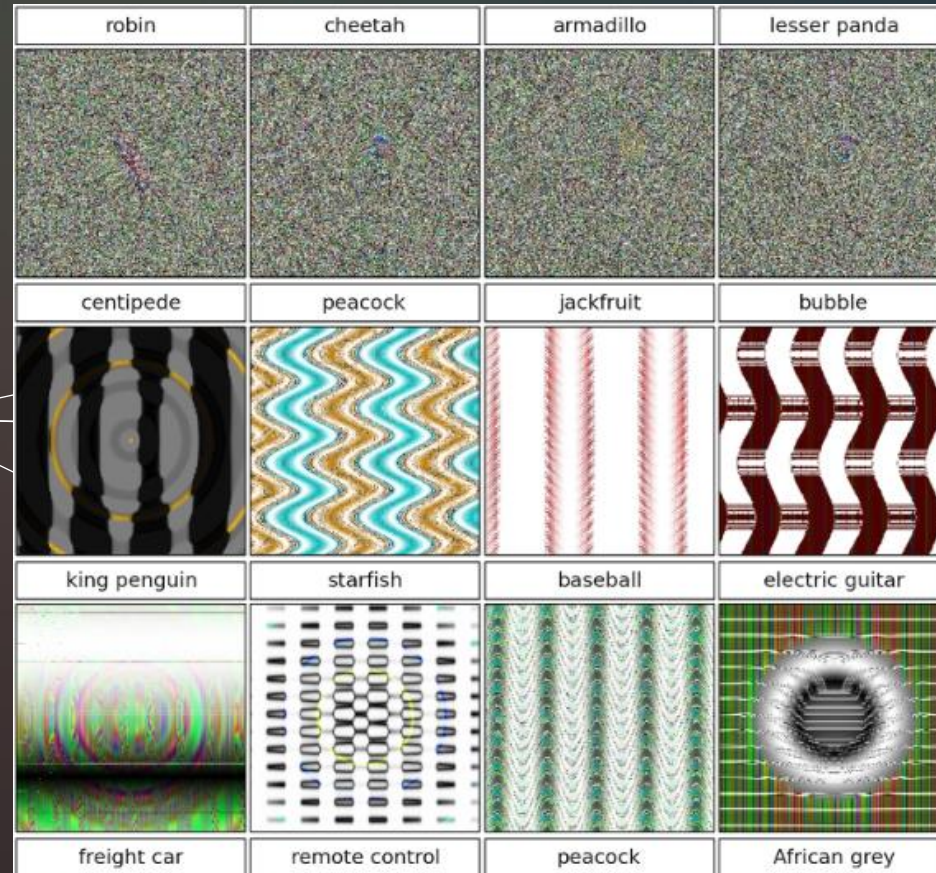 robin cheetah armadillo lesser panda
centipede peacock jackfruit bubble
king penguin starfish baseball electric guitar
freight car remote control peacock African grey